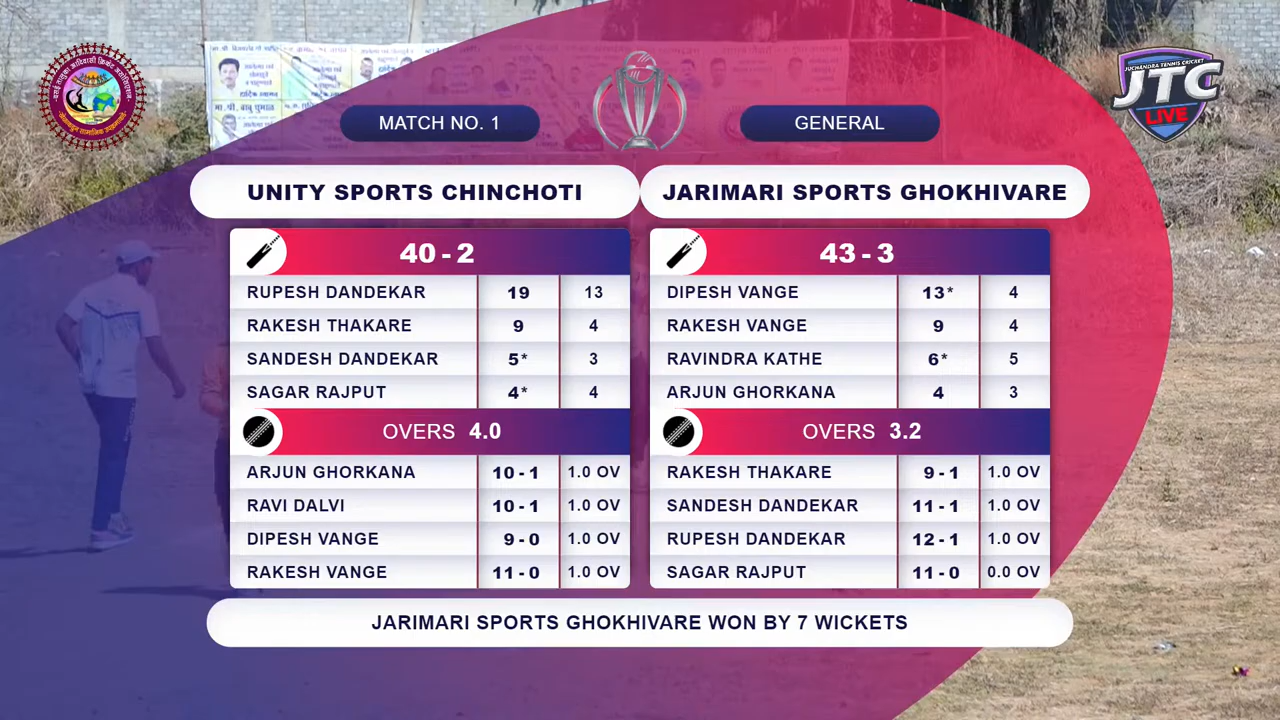 JUCHANDRA TENNIS CRICKET
JTC
LIVE
MATCH NO. 1
GENERAL
UNITY SPORTS CHINCHOTI
JARIMARI SPORTS GHOKHIVARE
40 - 2
RUPESH DANDEKAR 19 13
RAKESH THAKARE 9 4
SANDESH DANDEKAR 5* 3
SAGAR RAJPUT 4* 4
OVERS 4.0
ARJUN GHORKANA 10 - 1 1.0 OV
RAVI DALVI 10 - 1 1.0 OV
DIPESH VANGE 9 - 0 1.0 OV
RAKESH VANGE 11 - 0 1.0 OV
43 - 3
DIPESH VANGE 13* 4
RAKESH VANGE 9 4
RAVINDRA KATHE 6* 5
ARJUN GHORKANA 4 3
OVERS 3.2
RAKESH THAKARE 9 - 1 1.0 OV
SANDESH DANDEKAR 11 - 1 1.0 OV
RUPESH DANDEKAR 12 - 1 1.0 OV
SAGAR RAJPUT 11 - 0 0.0 OV
JARIMARI SPORTS GHOKHIVARE WON BY 7 WICKETS